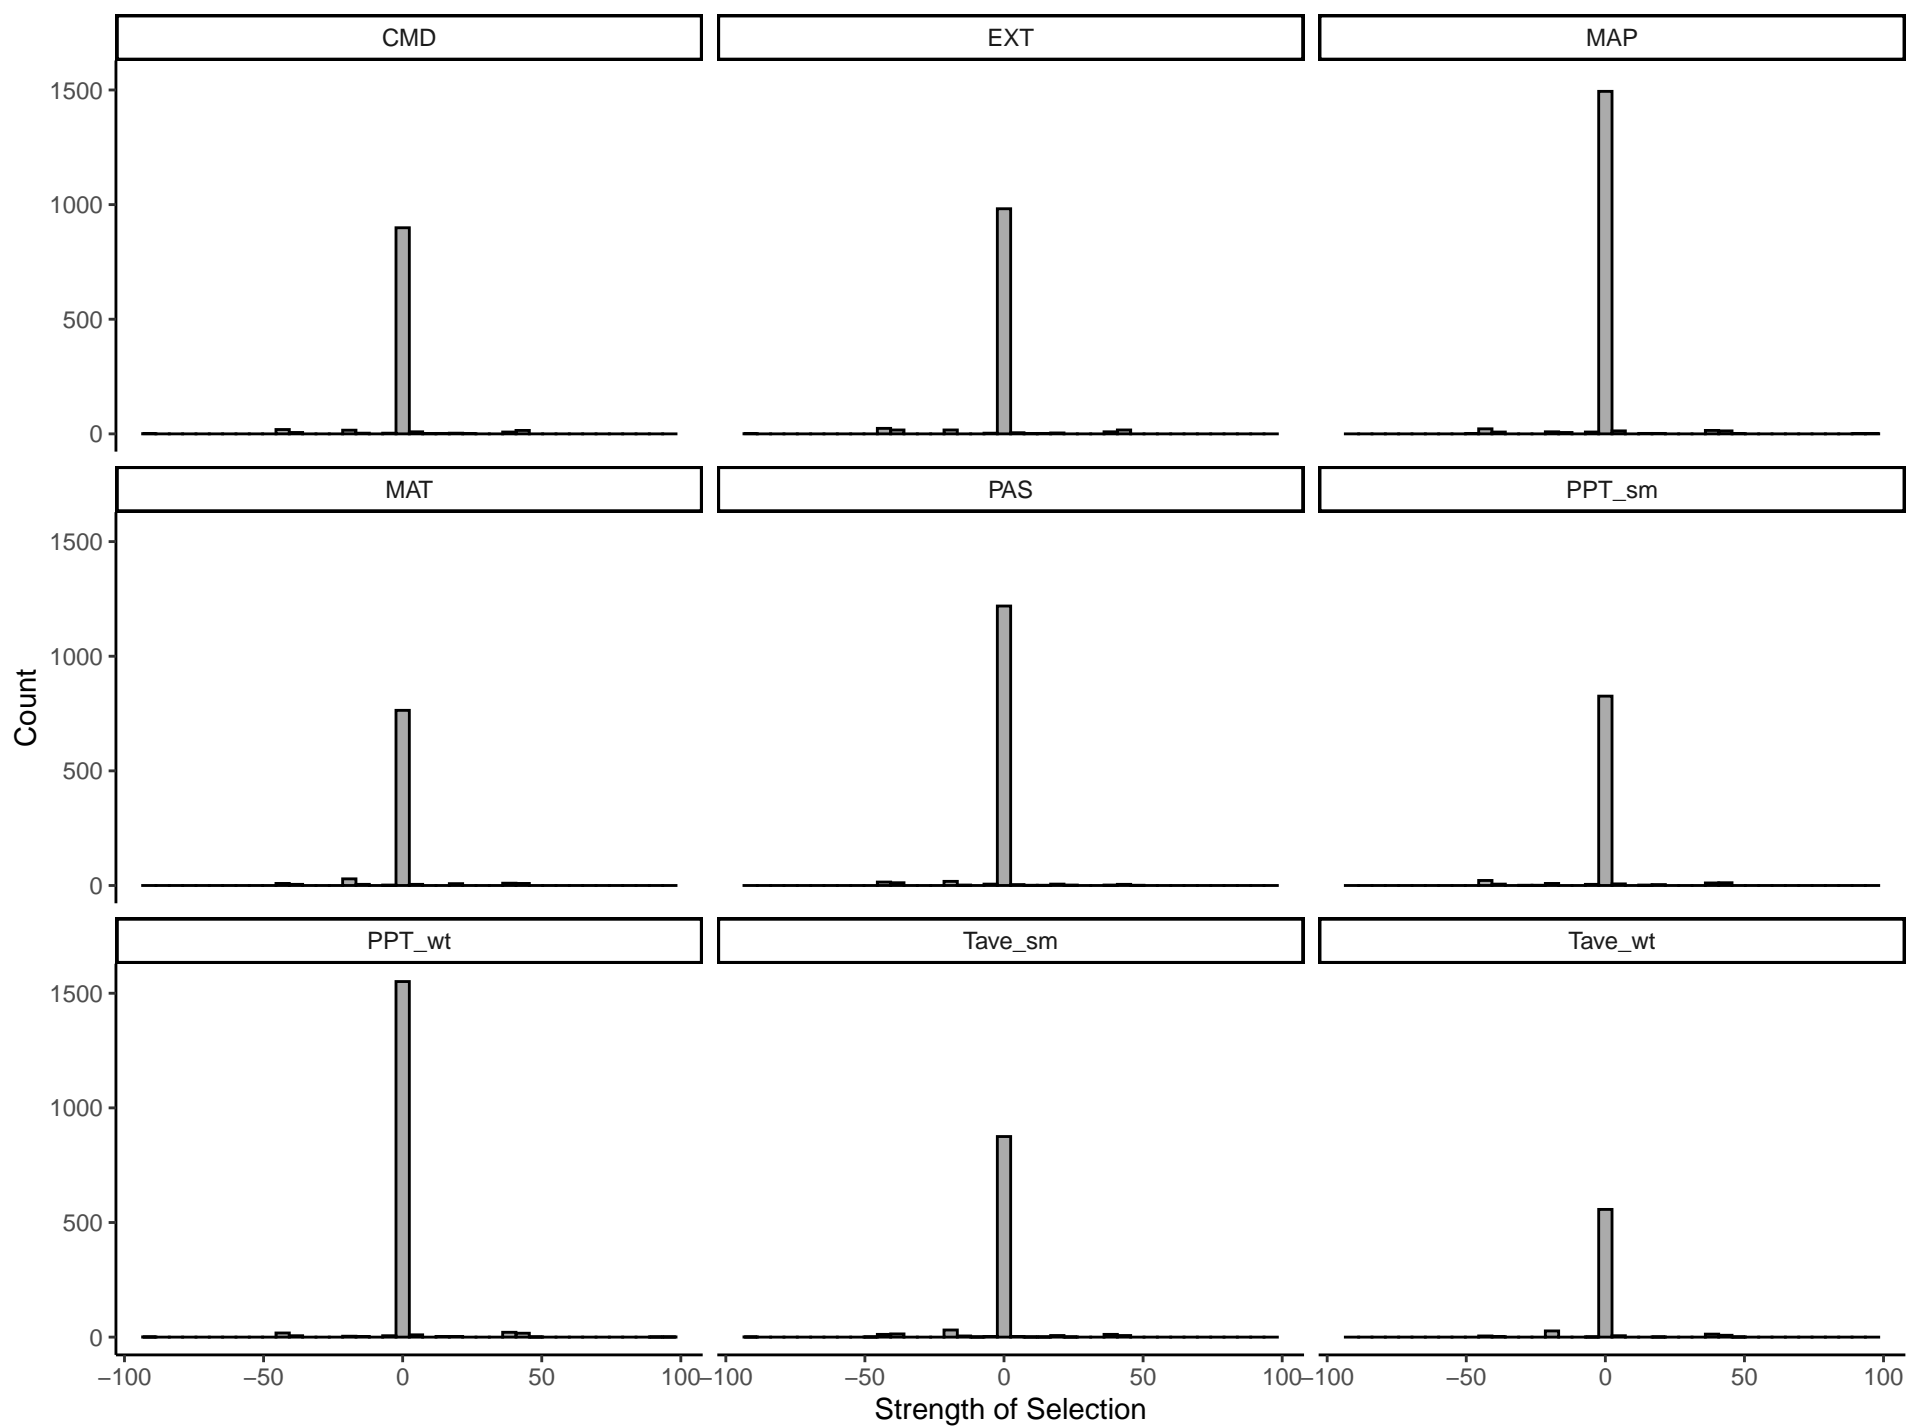 CMD EXT MAP
1500
1000
500
0
MAT PAS PPT_sm
1500
1000
500
0
Count
PPT_wt Tave_sm Tave_wt
1500
1000
500
0
−100 −50 0 50 100 −100 −50 0 50 100 −100 −50 0 50 100
Strength of Selection